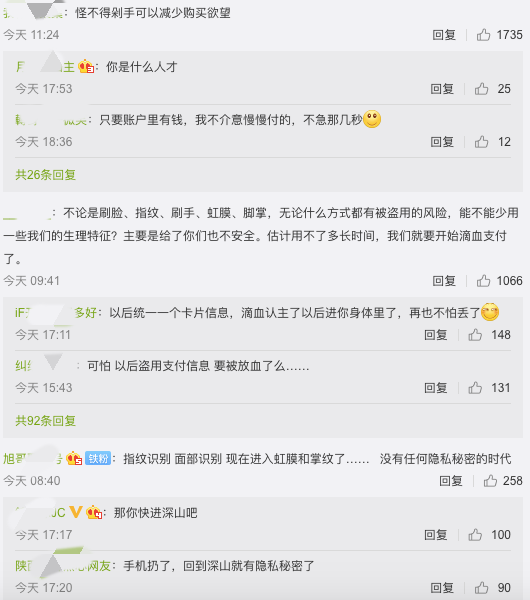 ：怪不得剁手可以减少购买欲望
今天 11:24 回复 1735
主：你是什么人才
今天 17:53 回复 25
：只要账户里有钱，我不介意慢慢付的，不急那几秒
今天 18:36 回复 12
共26条回复
：不论是刷脸、指纹、刷手、虹膜、脚掌，无论什么方式都有被盗用的风险，能不能少用
一些我们的生理特征？主要是给了你们也不安全。估计用不了多长时间，我们就要开始滴血支付
了。
今天 09:41 回复 1066
多好：以后统一一个卡片信息，滴血认主了以后进你身体里了，再也不怕丢了
今天 17:11 回复 148
：可怕 以后盗用支付信息 要被放血了么……
今天 15:43 回复 131
共92条回复
旭哥 号 铁粉：指纹识别 面部识别 现在进入虹膜和掌纹了…… 没有任何隐私秘密的时代
今天 08:40 回复 258
JC：那你快进深山吧
今天 17:17 回复 100
陕 网友：手机扔了，回到深山就有隐私秘密了
今天 17:20 回复 90